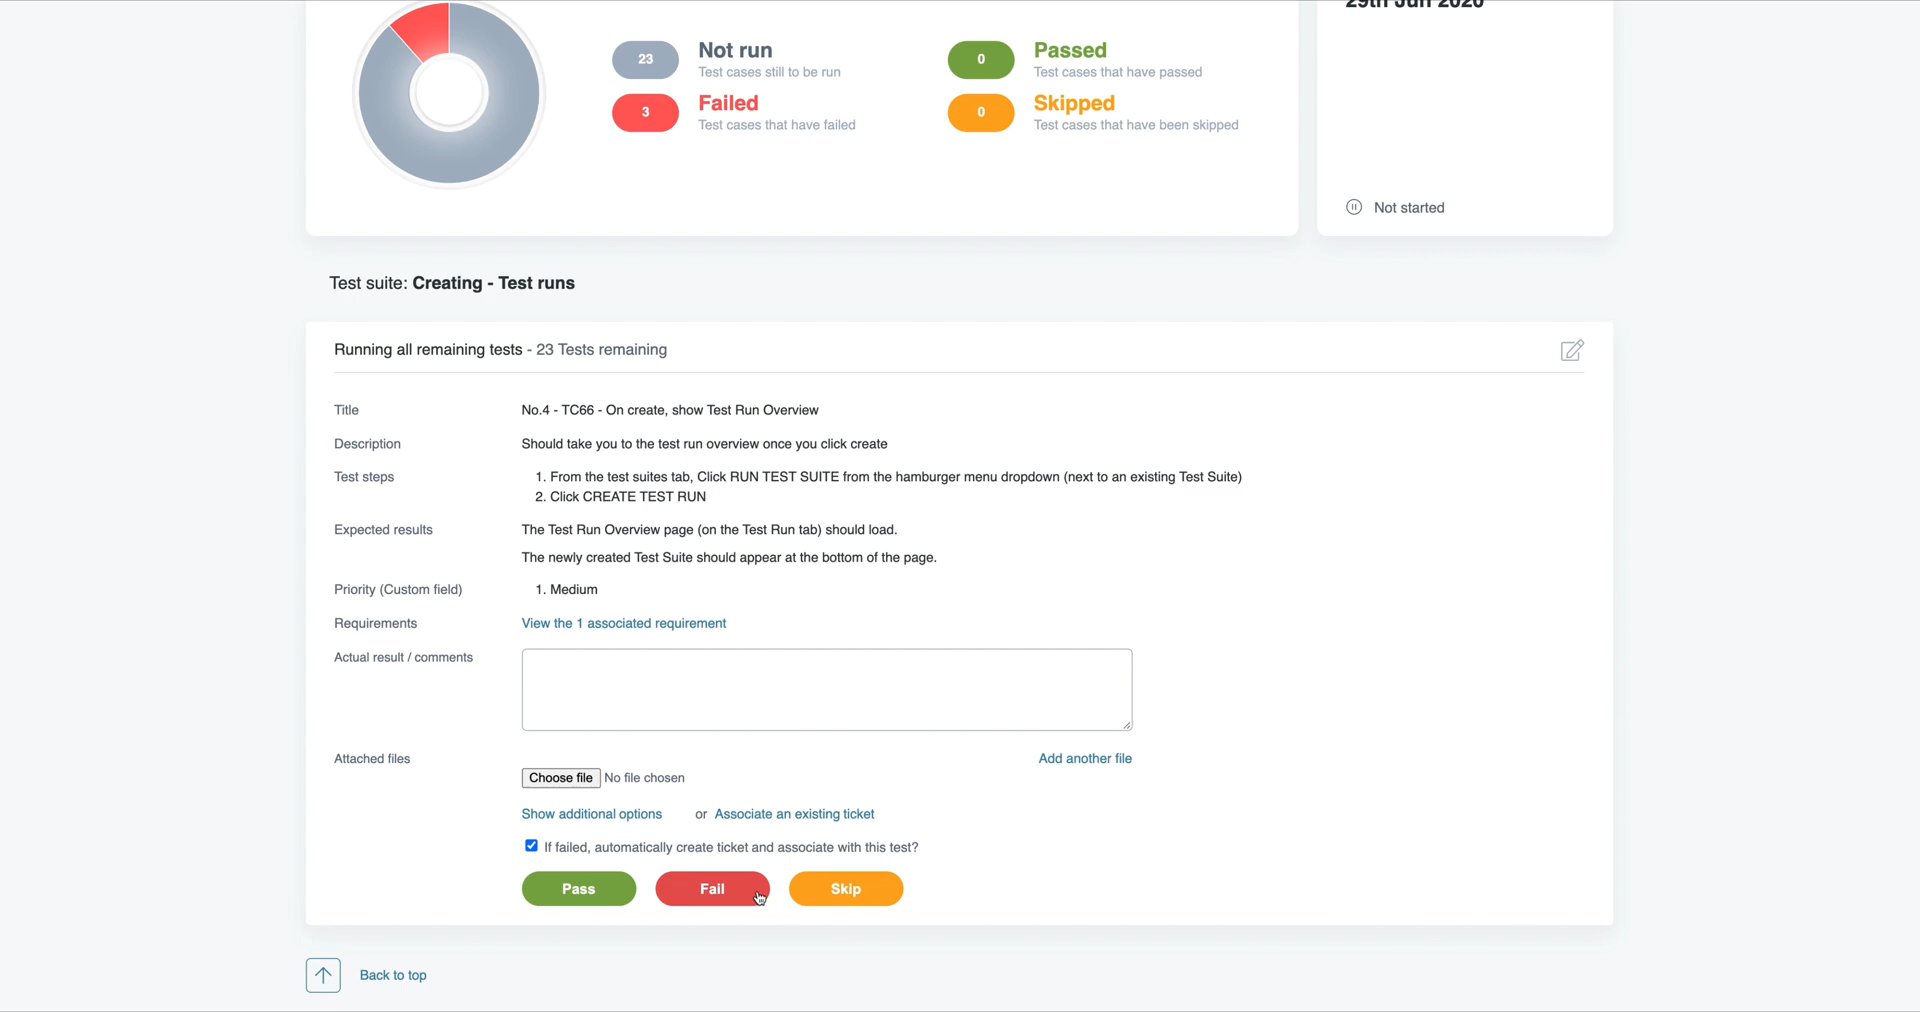 29th Jun 2020
23
Not run
Test cases still to be run
0
Passed
Test cases that have passed
3
Failed
Test cases that have failed
0
Skipped
Test cases that have been skipped
Not started
Test suite: Creating - Test runs
Running all remaining tests - 23 Tests remaining
Title
No.4 - TC66 - On create, show Test Run Overview
Description
Should take you to the test run overview once you click create
Test steps
1. From the test suites tab, Click RUN TEST SUITE from the hamburger menu dropdown (next to an existing Test Suite)
2. Click CREATE TEST RUN
Expected results
The Test Run Overview page (on the Test Run tab) should load.
The newly created Test Suite should appear at the bottom of the page.
Priority (Custom field)
1. Medium
Requirements
View the 1 associated requirement
Actual result / comments
Attached files
Add another file
Choose file No file chosen
Show additional options or Associate an existing ticket
If failed, automatically create ticket and associate with this test?
Pass
Fail
Skip
Back to top